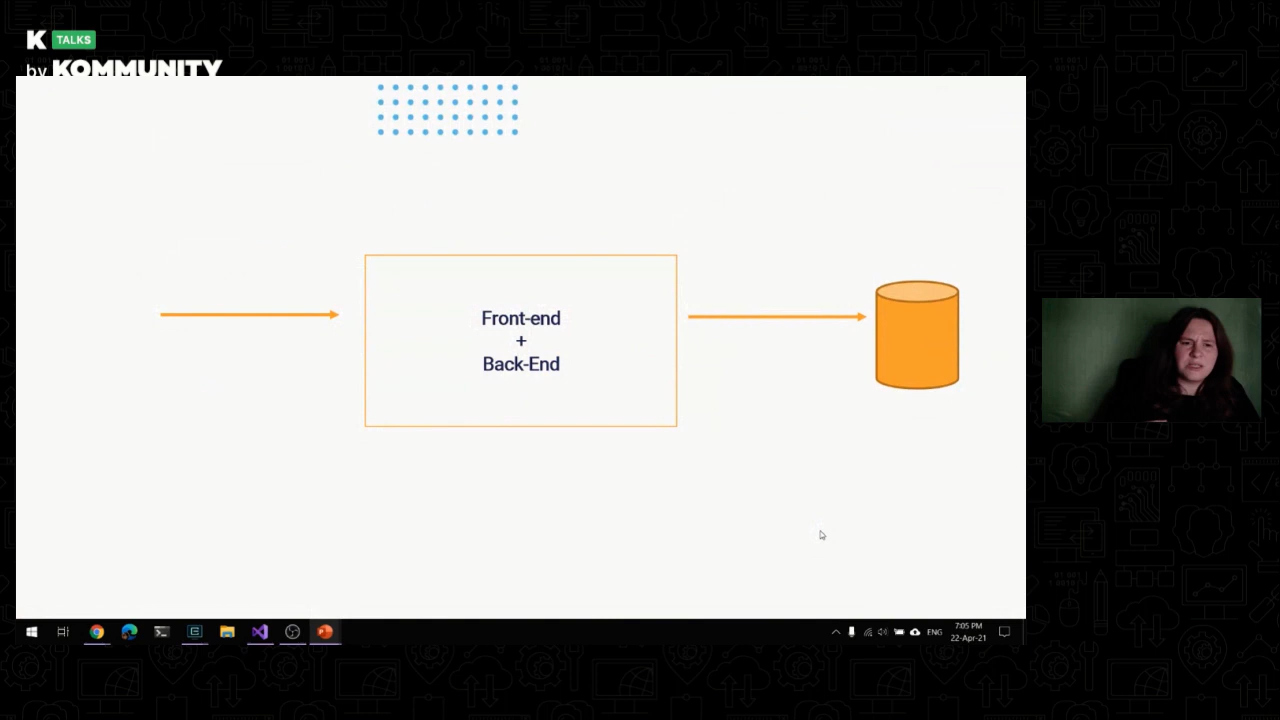 K TALKS
by KOMMUNITY
Front-end
+
Back-End
ENG
7:05 PM
22-Apr-21